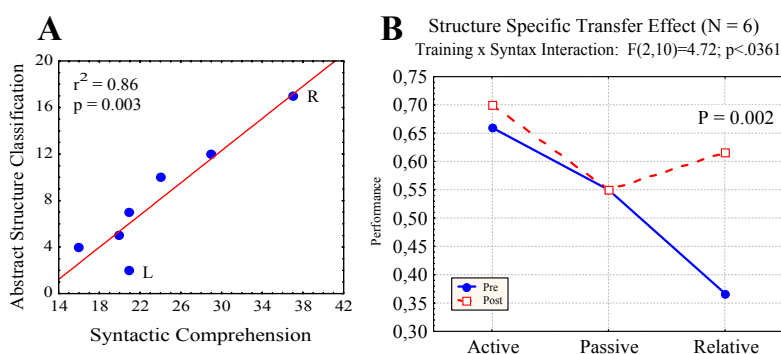 A
r² = 0.86
p = 0.003
R
L
Abstract Structure Classification
20
16
12
8
4
0
14 18 22 26 30 34 38 42
Syntactic Comprehension
B
Structure Specific Transfer Effect (N = 6)
Training x Syntax Interaction: F(2,10)=4.72; p<.0361
P = 0.002
Performance
0,75
0,70
0,65
0,60
0,55
0,50
0,45
0,40
0,35
0,30
Pre
Post
Active Passive Relative